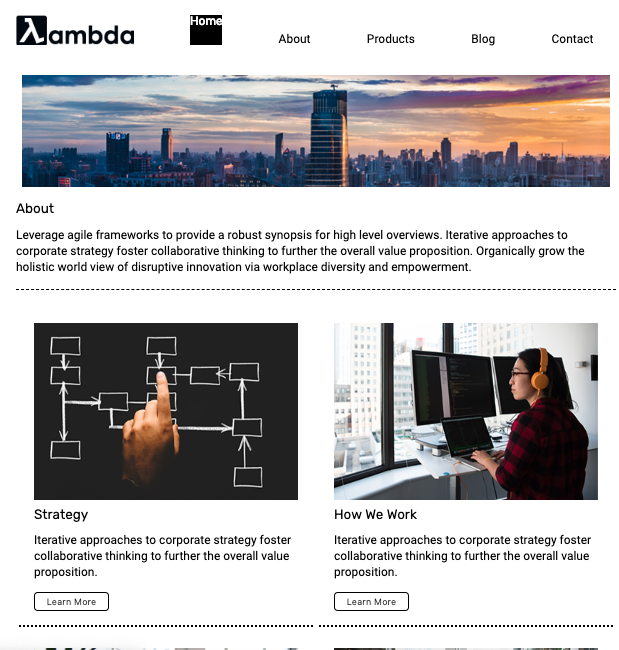 λambda
Home
About
Products
Blog
Contact
About
Leverage agile frameworks to provide a robust synopsis for high level overviews. Iterative approaches to
corporate strategy foster collaborative thinking to further the overall value proposition. Organically grow the
holistic world view of disruptive innovation via workplace diversity and empowerment.
Strategy
Iterative approaches to corporate strategy foster
collaborative thinking to further the overall value
proposition.
Learn More
How We Work
Iterative approaches to corporate strategy foster
collaborative thinking to further the overall value
proposition.
Learn More